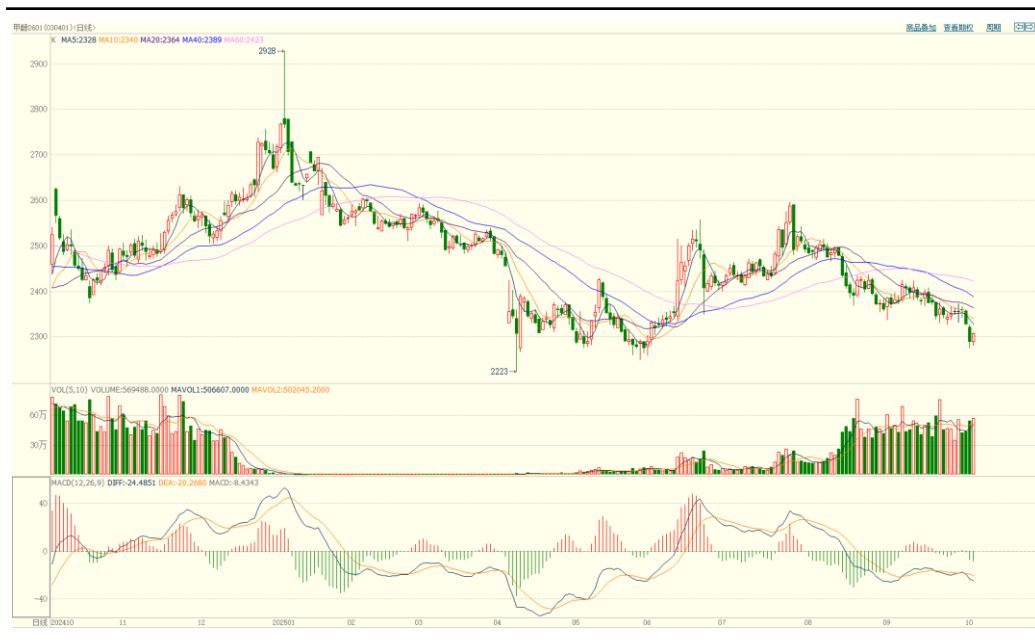 甲醇2601(030401)<日线> 商品叠加 查看期权 周期
K MA5:2328 MA10:2340 MA20:2364 MA40:2389 MA60:2423
2928
2900
2800
2700
2600
2500
2400
2300
2223
VOL(5,10) VOLUME:569488.0000 MAVOL1:506607.0000 MAVOL2:502045.2000
60万
30万
MACD(12,26,9) DIFF:-24.4851 DEA:-20.2680 MACD:-8.4343
40
0
-40
日线 202410 11 12 202501 02 03 04 05 06 07 08 09 10